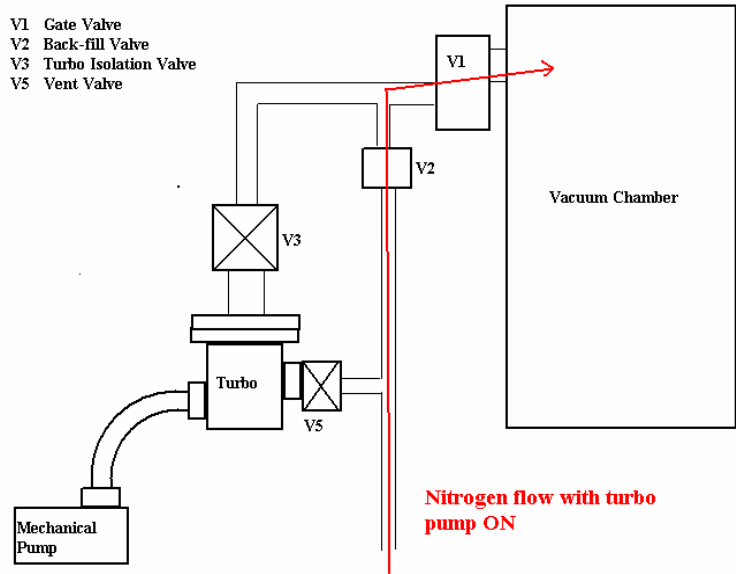 V1 Gate Valve
V2 Back-fill Valve
V3 Turbo Isolation Valve
V5 Vent Valve
V1
V2
Vacuum Chamber
V3
Turbo
V5
Nitrogen flow with turbo
pump ON
Mechanical
Pump